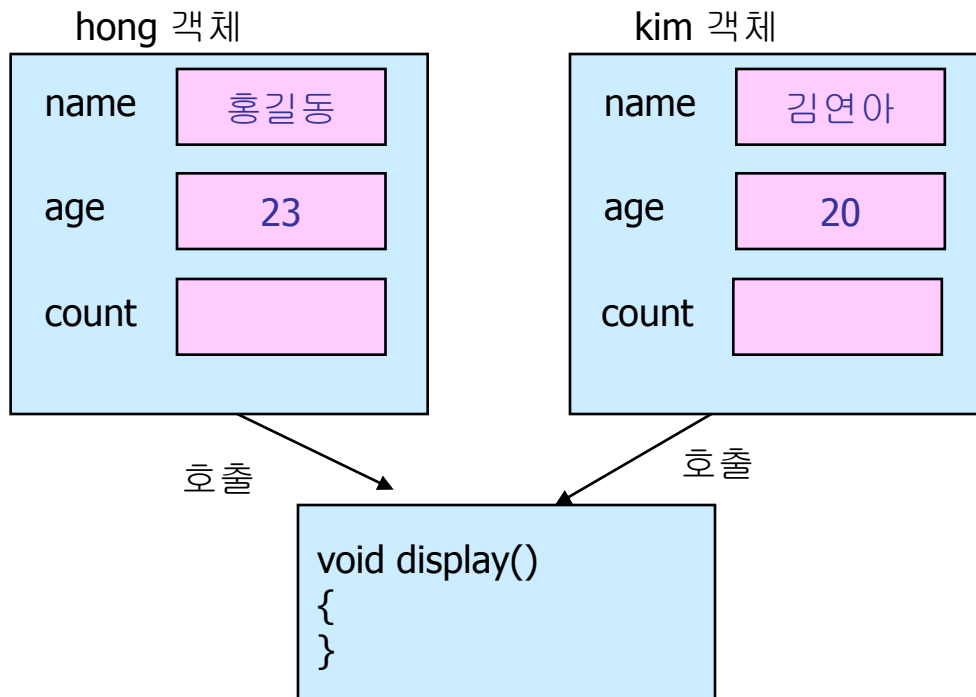 hong 객체
name 홍길동
age 23
count
kim 객체
name 김연아
age 20
count
호출
호출
void display()
{
}